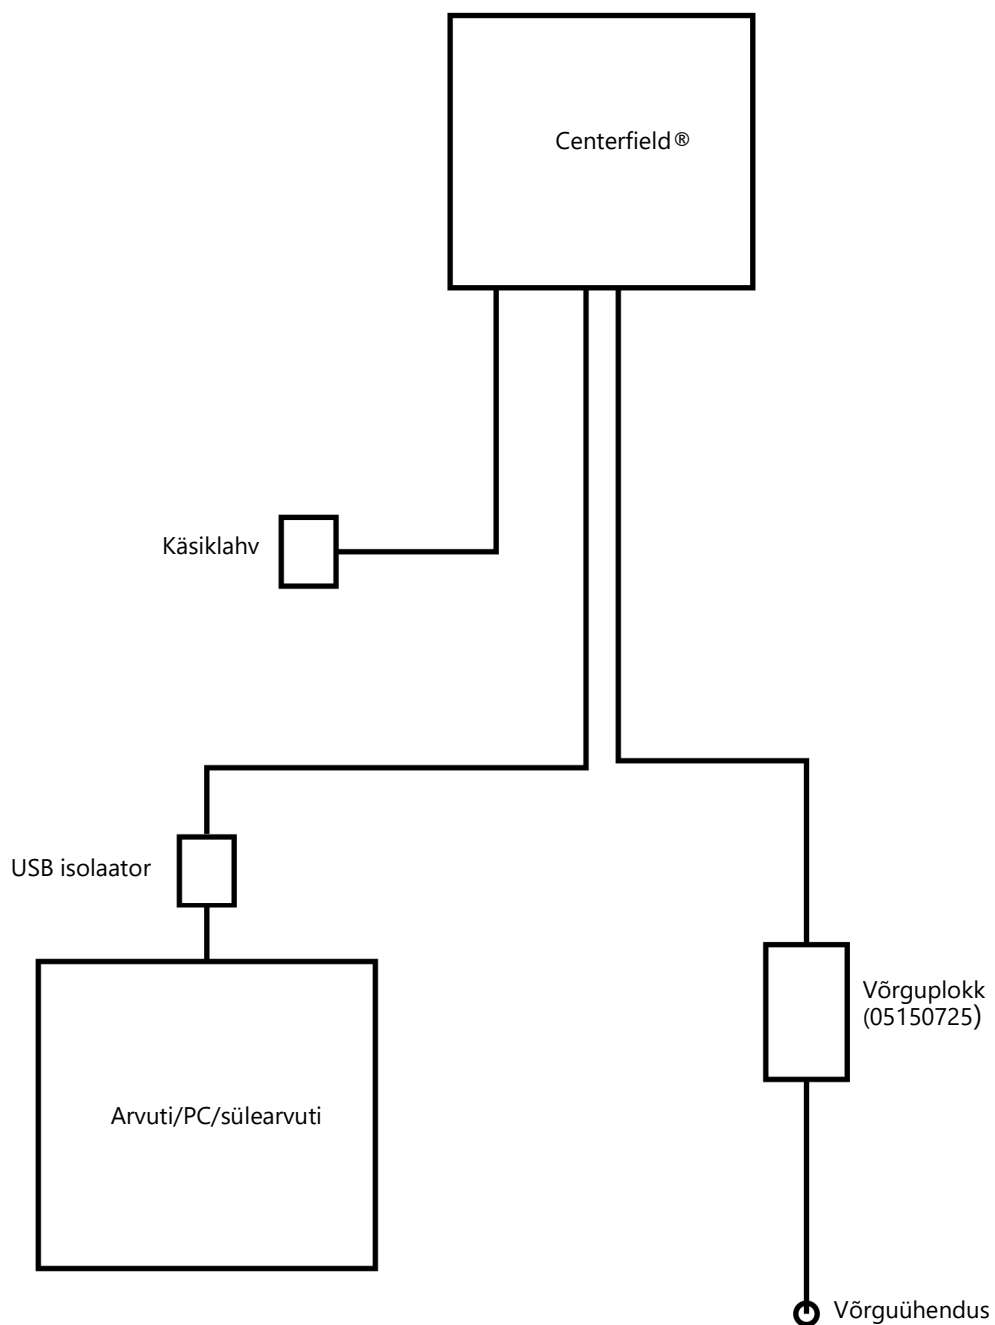 Centerfield®
Käsiklahv
USB isolaator
Võrguplokk
(05150725)
Arvuti/PC/sülearvuti
Võrguühendus